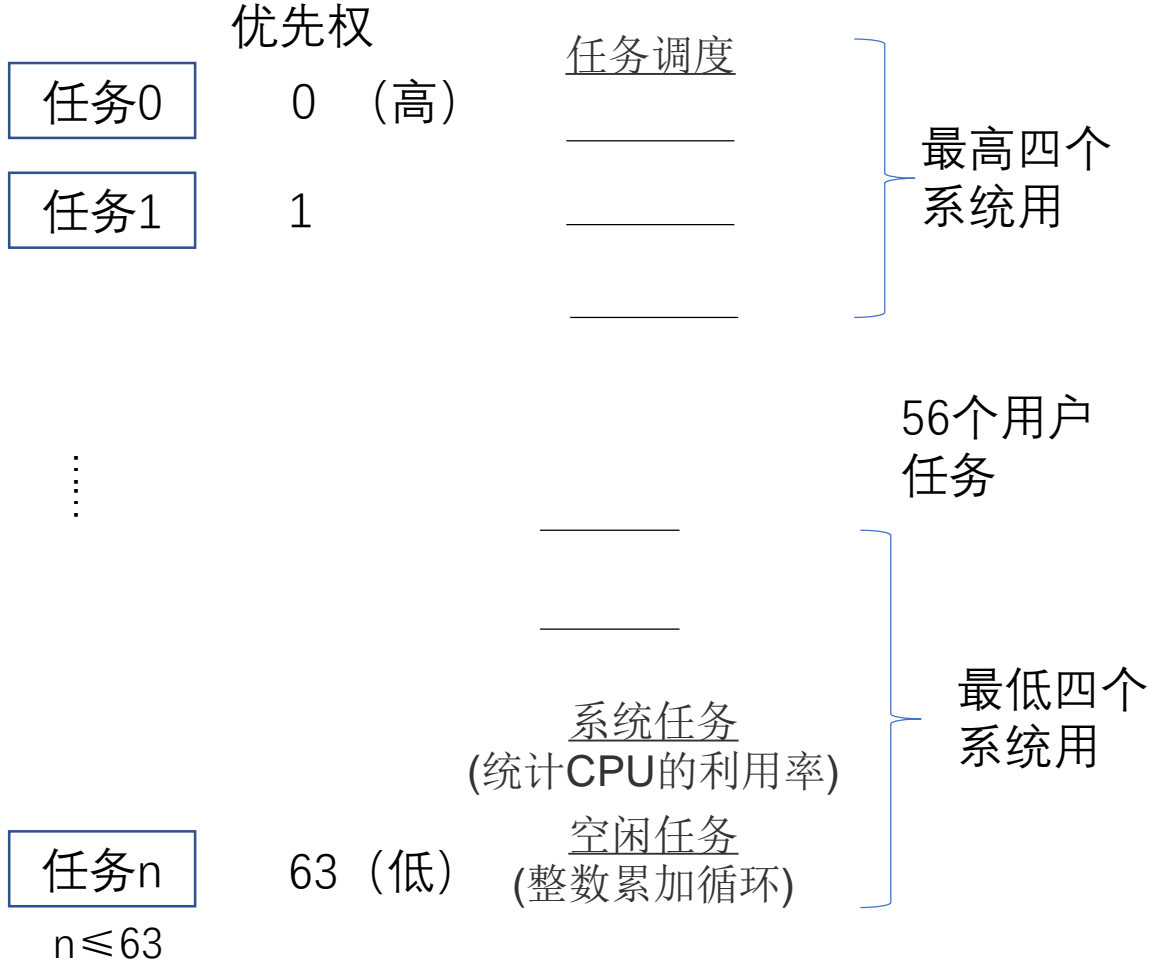 优先权
任务调度
任务0
0 （高）
最高四个
系统用
任务1
1
56个用户
任务
……
最低四个
系统用
系统任务
(统计CPU的利用率)
空闲任务
(整数累加循环)
任务n
63（低）
n≤63